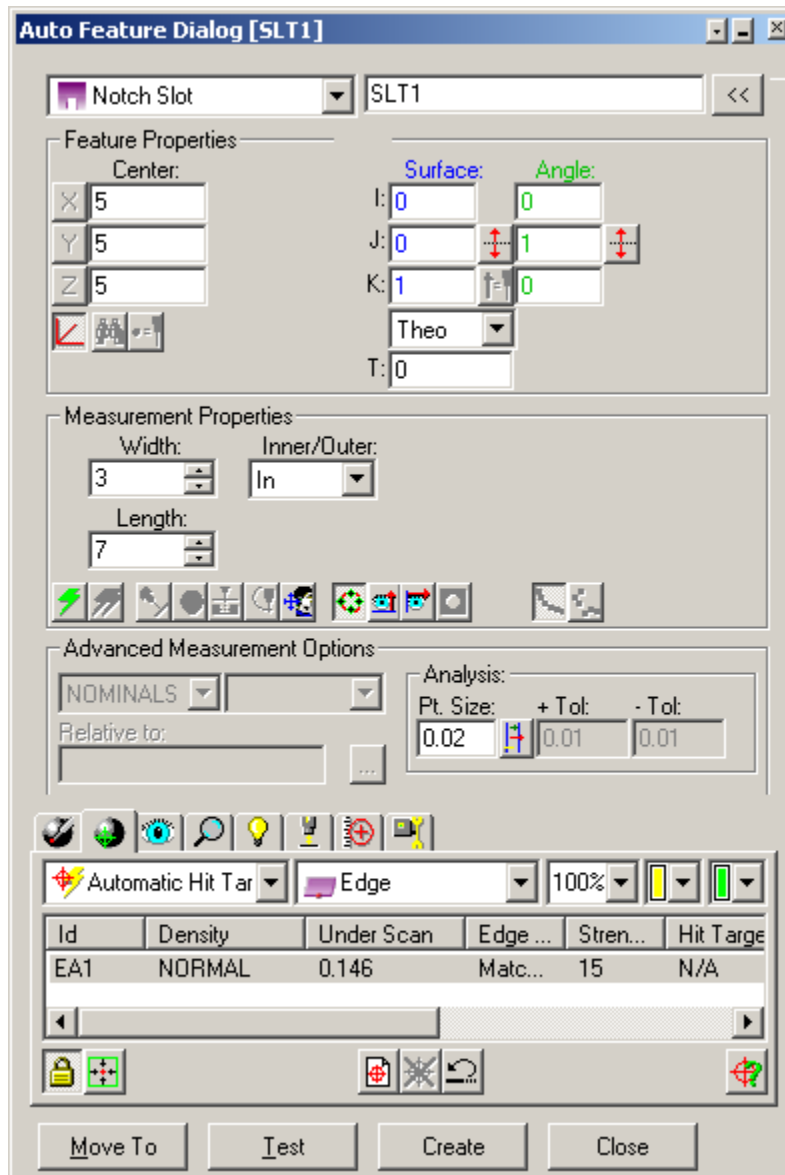 Auto Feature Dialog [SLT1]
Notch Slot SLT1 <<
Feature Properties
Center: Surface: Angle:
X 5 I: 0 0
Y 5 J: 0 1
Z 5 K: 1 0
Theo
T: 0
Measurement Properties
Width: Inner/Outer:
3 In
Length:
7
Advanced Measurement Options
Analysis:
NOMINALS Pt. Size: + Tol: - Tol:
Relative to: 0.02 0.01 0.01
...
Automatic Hit Tar Edge 100%
Id Density Under Scan Edge ... Stren... Hit Targe
EA1 NORMAL 0.146 Matc... 15 N/A
Move To Test Create Close